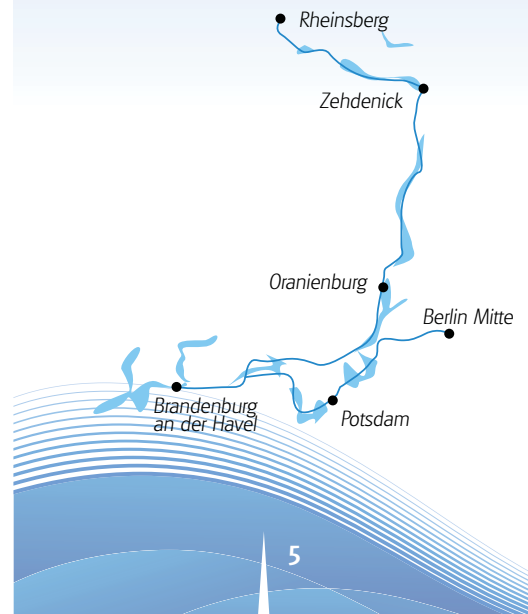 Rheinsberg
Zehdenick
Oranienburg
Berlin Mitte
Brandenburg
an der Havel
Potsdam
5